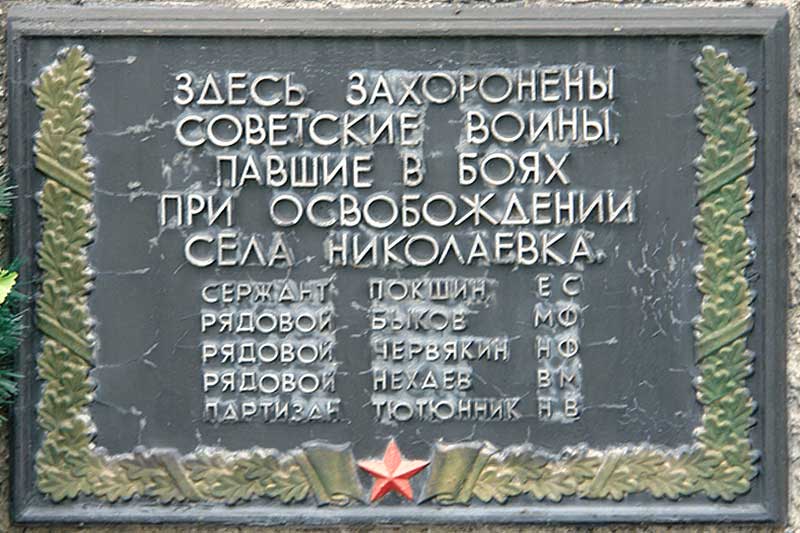 ЗДЕСЬ ЗАХОРОНЕНЫ
СОВЕТСКИЕ ВОИНЫ,
ПАВШИЕ В БОЯХ
ПРИ ОСВОБОЖДЕНИИ
СЕЛА НИКОЛАЕВКА.
СЕРЖАНТ ПОКШИН Е С
РЯДОВОЙ БЫКОВ М Ф
РЯДОВОЙ ЧЕРВЯКИН Н Ф
РЯДОВОЙ НЕХАЕВ В М
ПАРТИЗАН ТЮТЮННИК Н В